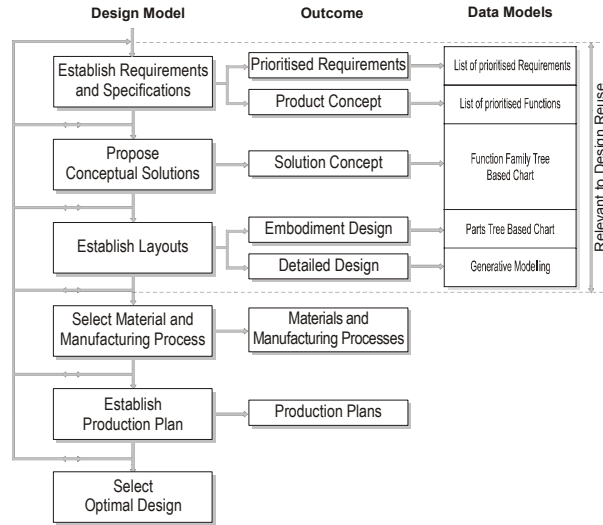 Design Model
Outcome
Data Models
Establish Requirements
and Specifications
Prioritised Requirements
List of prioritised Requirements
Product Concept
List of prioritised Functions
Propose
Conceptual Solutions
Solution Concept
Function Family Tree
Based Chart
Establish Layouts
Embodiment Design
Parts Tree Based Chart
Detailed Design
Generative Modelling
Relevant to Design Reuse
Select Material and
Manufacturing Process
Materials and
Manufacturing Processes
Establish
Production Plan
Production Plans
Select
Optimal Design